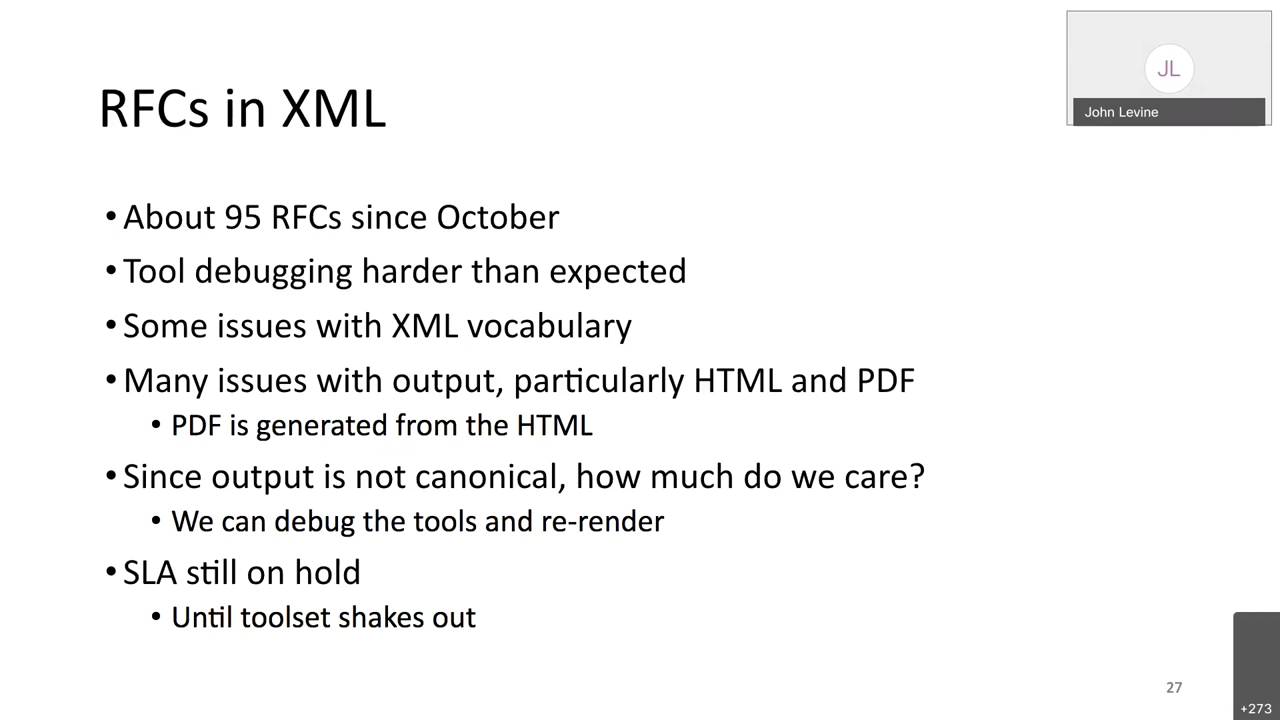 JL
John Levine
RFCs in XML
• About 95 RFCs since October
• Tool debugging harder than expected
• Some issues with XML vocabulary
• Many issues with output, particularly HTML and PDF
• PDF is generated from the HTML
• Since output is not canonical, how much do we care?
• We can debug the tools and re-render
• SLA still on hold
• Until toolset shakes out
27
+273